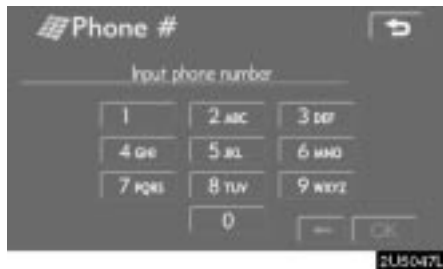 Phone #
Input phone number
1 2 ABC 3 DEF
4 GHI 5 JKL 6 MNO
7 PQRS 8 TUV 9 WXYZ
0 OK
2U5047L